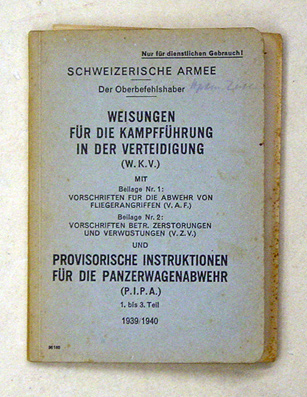 Nur für dienstlichen Gebrauch!
SCHWEIZERISCHE ARMEE
Der Oberbefehlshaber
WEISUNGEN
FÜR DIE KAMPFFÜHRUNG
IN DER VERTEIDIGUNG
(W.K.V.)
MIT
Beilage Nr. 1:
VORSCHRIFTEN FÜR DIE ABWEHR VON
FLIEGERANGRIFFEN (V.A.F.)
Beilage Nr. 2:
VORSCHRIFTEN BETR. ZERSTÖRUNGEN
UND VERWÜSTUNGEN (V.Z.V.)
UND
PROVISORISCHE INSTRUKTIONEN
FÜR DIE PANZERWAGENABWEHR
(P.I.P.A.)
1. bis 3. Teil
1939/1940